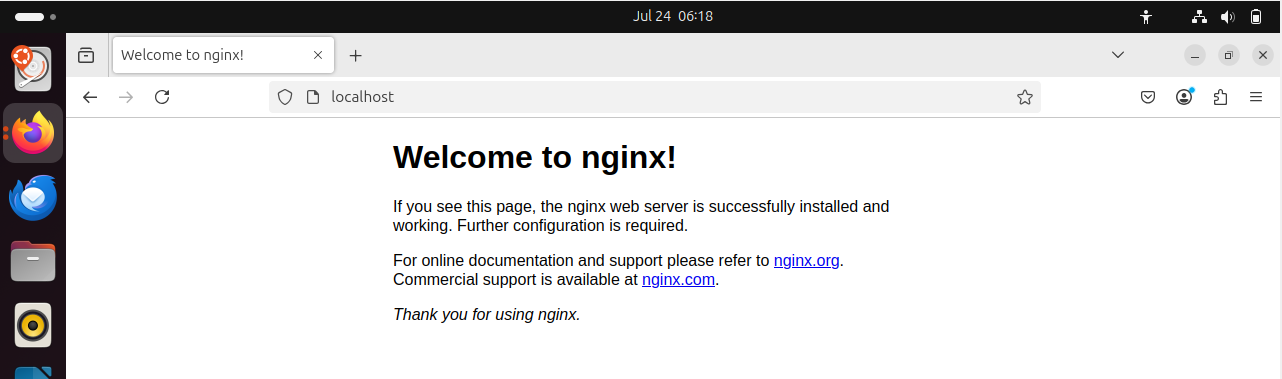 Jul 24 06:18
Welcome to nginx!
localhost
Welcome to nginx!
If you see this page, the nginx web server is successfully installed and
working. Further configuration is required.
For online documentation and support please refer to nginx.org.
Commercial support is available at nginx.com.
Thank you for using nginx.